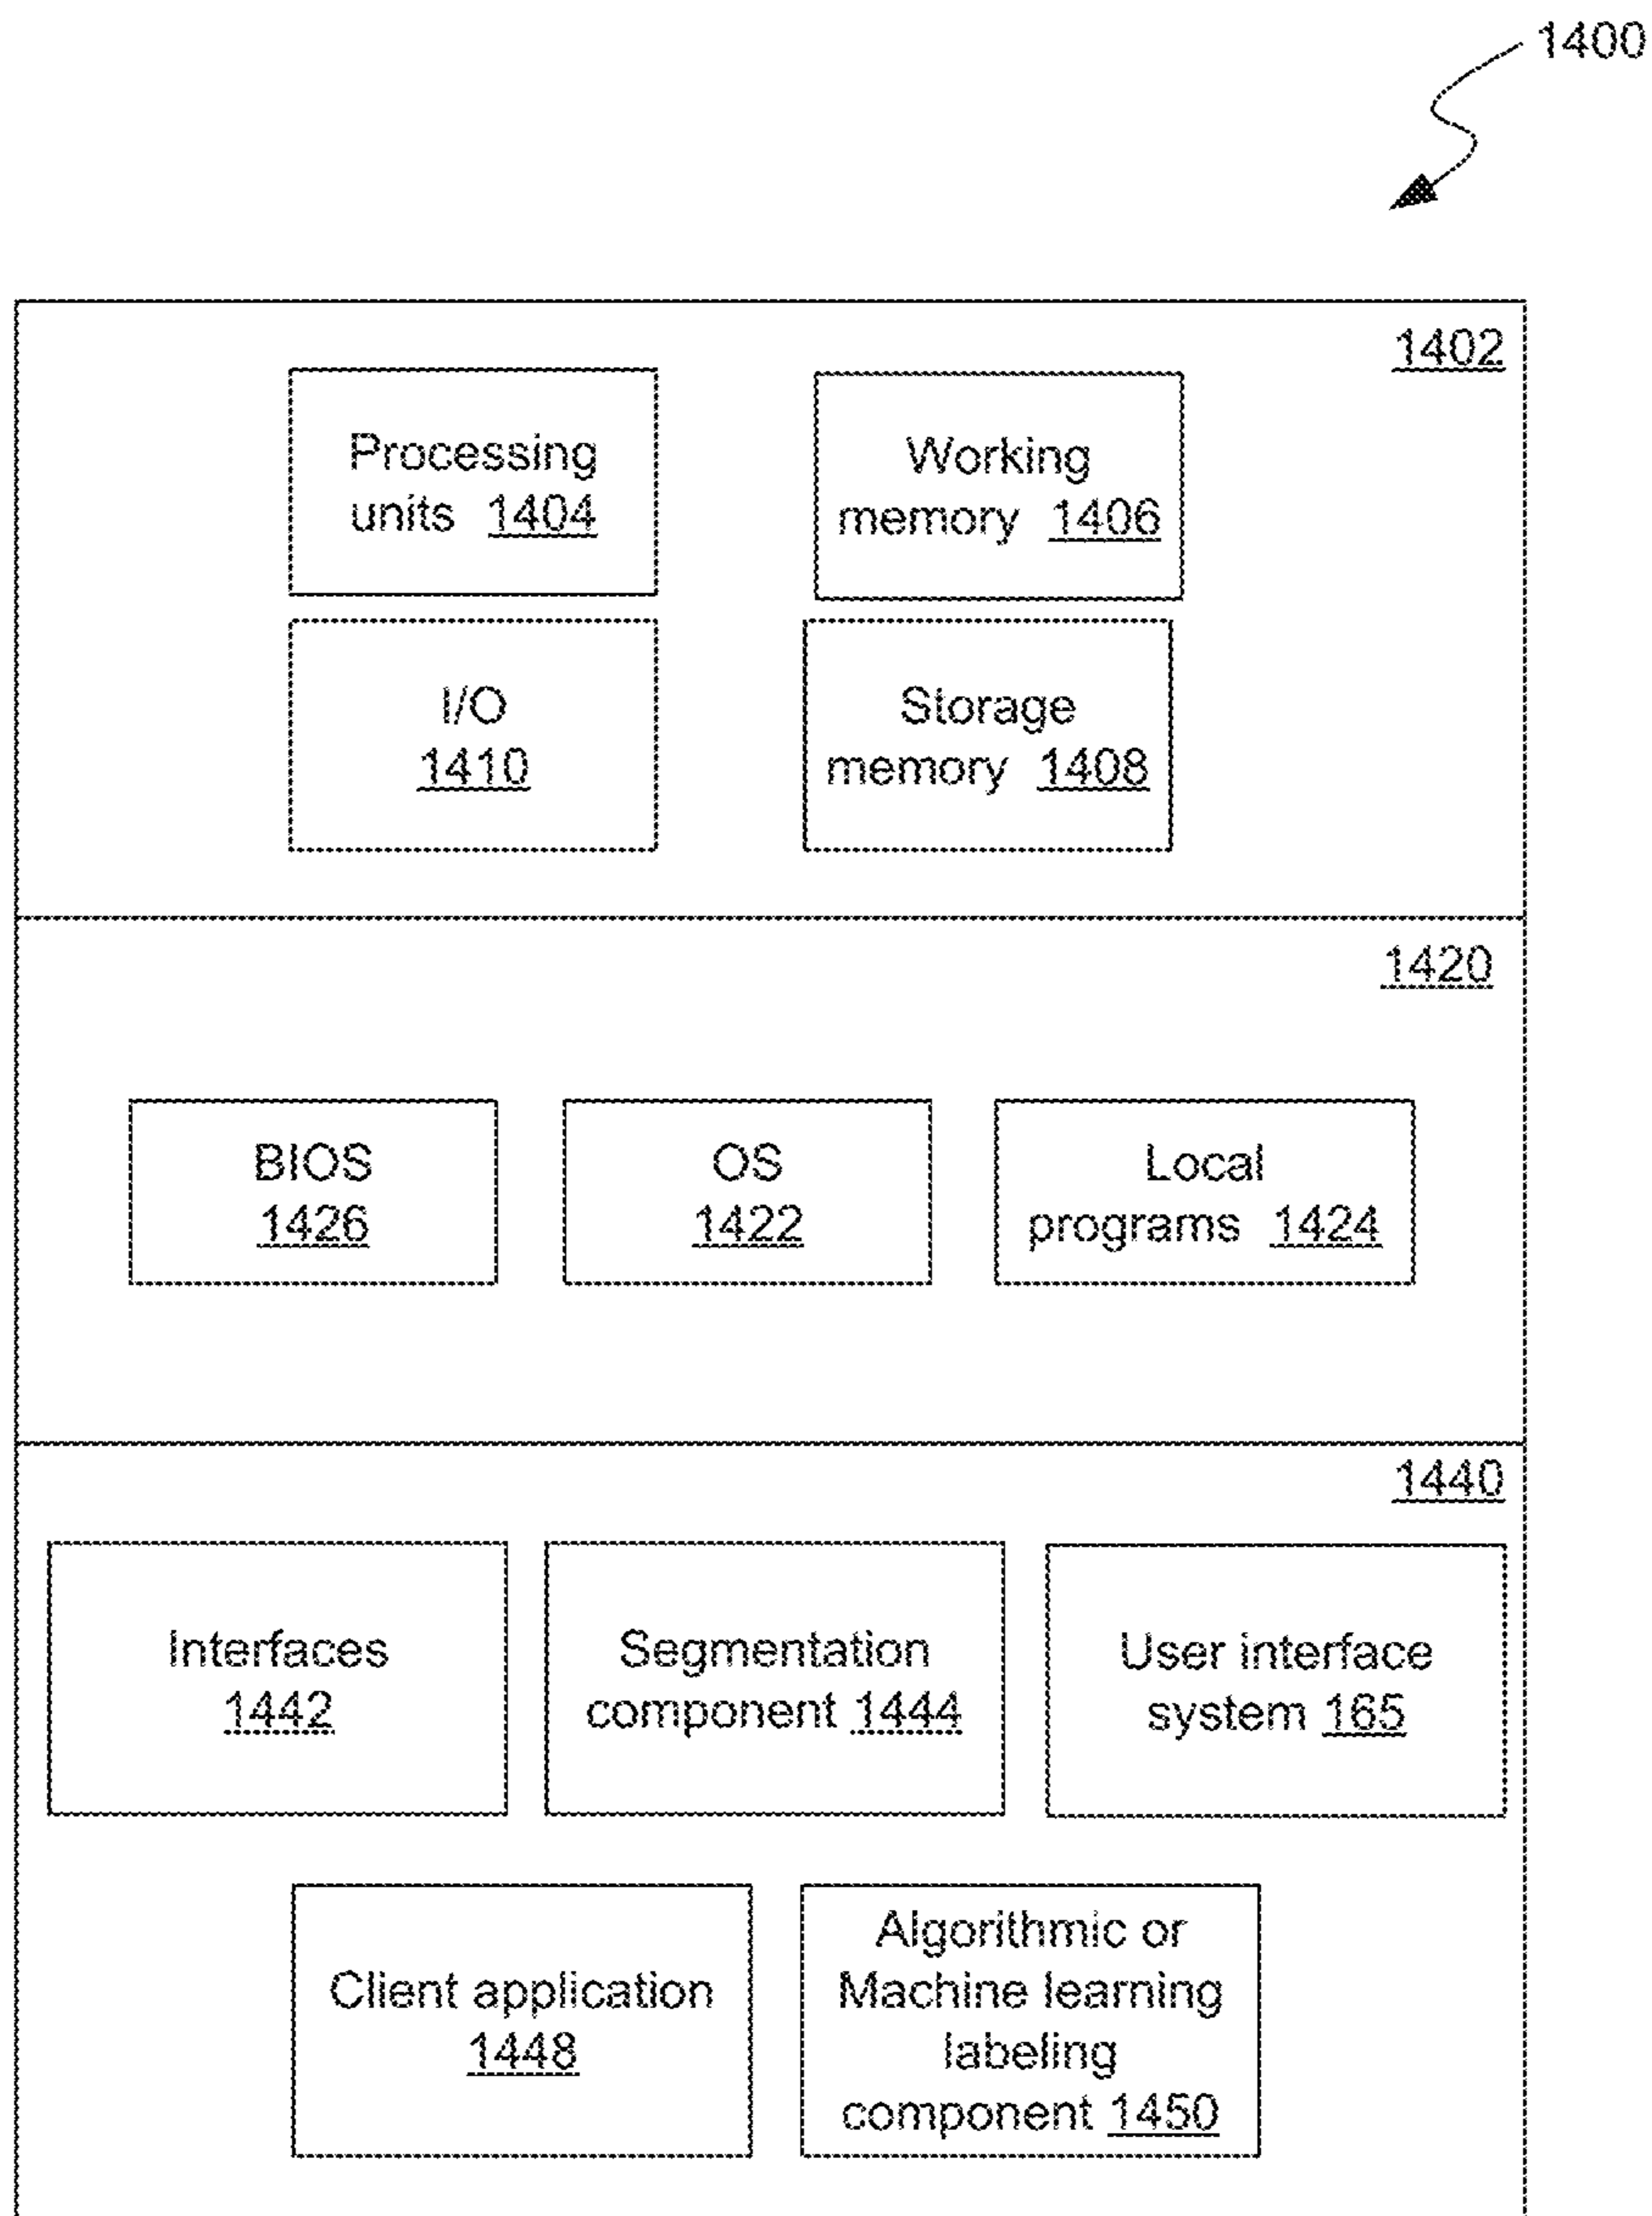 1400
1402
Processing
units 1404
Working
memory 1406
I/O
1410
Storage
memory 1408
1420
BIOS
1426
OS
1422
Local
programs 1424
1440
Interfaces
1442
Segmentation
component 1444
User interface
system 165
Client application
1448
Algorithmic or
Machine learning
labeling
component 1450